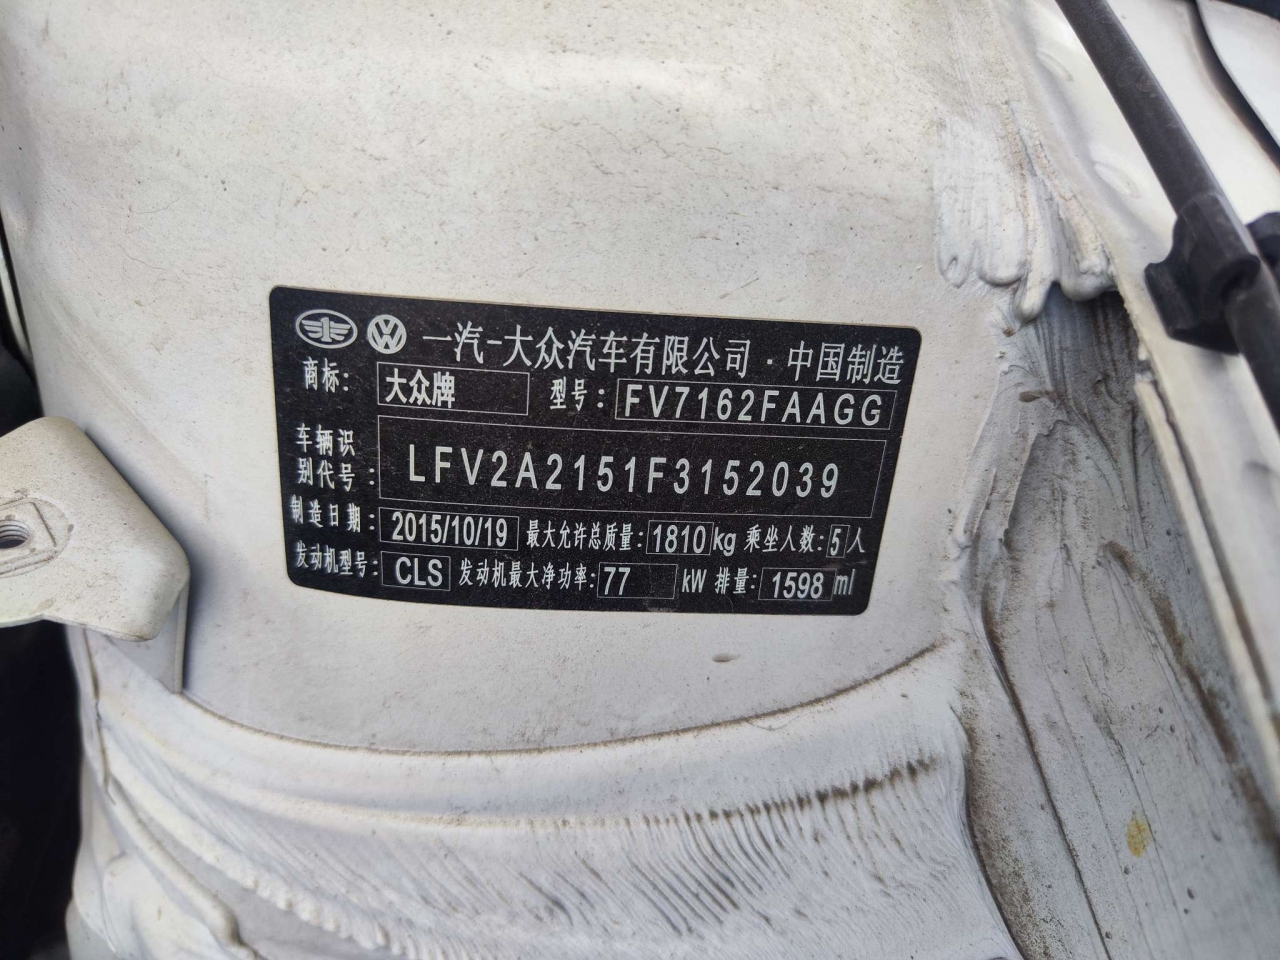 一汽-大众汽车有限公司·中国制造
商标: 大众牌 型号: FV7162FAAGG
车辆识
别代号: LFV2A2151F3152039
制造日期: 2015/10/19 最大允许总质量: 1810 kg 乘坐人数: 5 人
发动机型号: CLS 发动机最大净功率: 77 kW 排量: 1598 ml